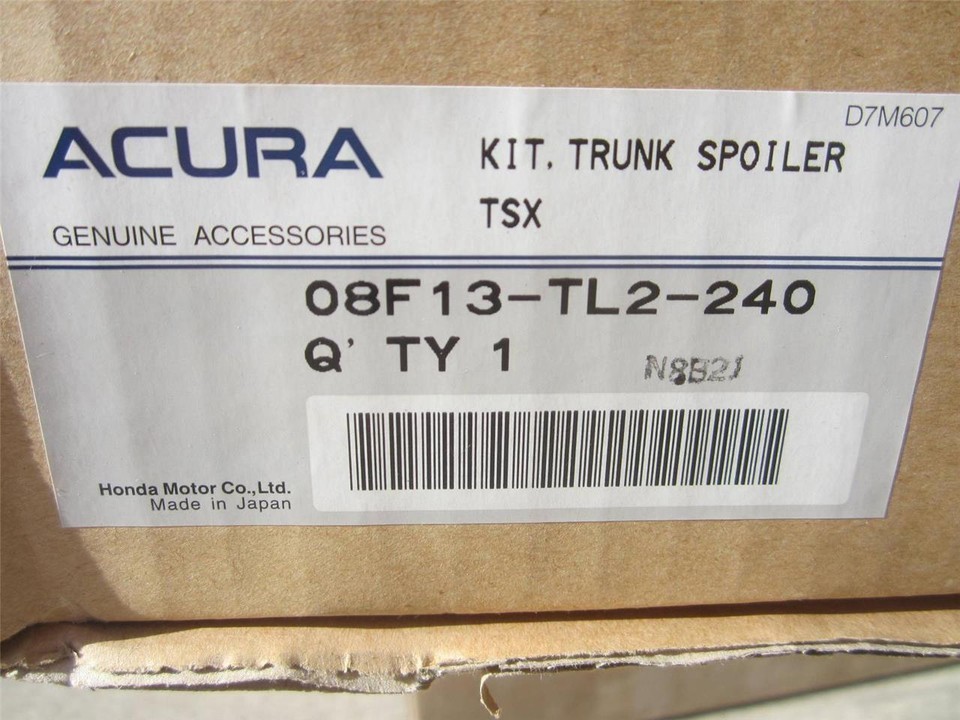 D7M607
ACURA
KIT, TRUNK SPOILER
TSX
GENUINE ACCESSORIES
08F13-TL2-240
Q' TY 1
N8B21
Honda Motor Co.,Ltd.
Made in Japan